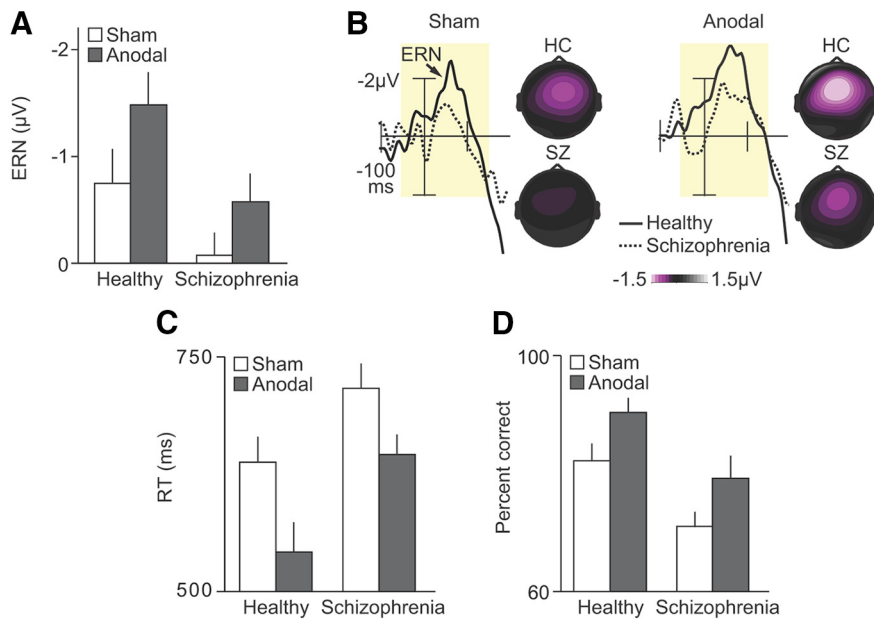 A
Sham
Anodal
-2
-1
0
ERN (µV)
Healthy
Schizophrenia
B
Sham
Anodal
ERN
-2µV
-100
ms
HC
SZ
HC
SZ
Healthy
Schizophrenia
-1.5
1.5µV
C
Sham
Anodal
750
500
RT (ms)
Healthy
Schizophrenia
D
Sham
Anodal
100
60
Percent correct
Healthy
Schizophrenia